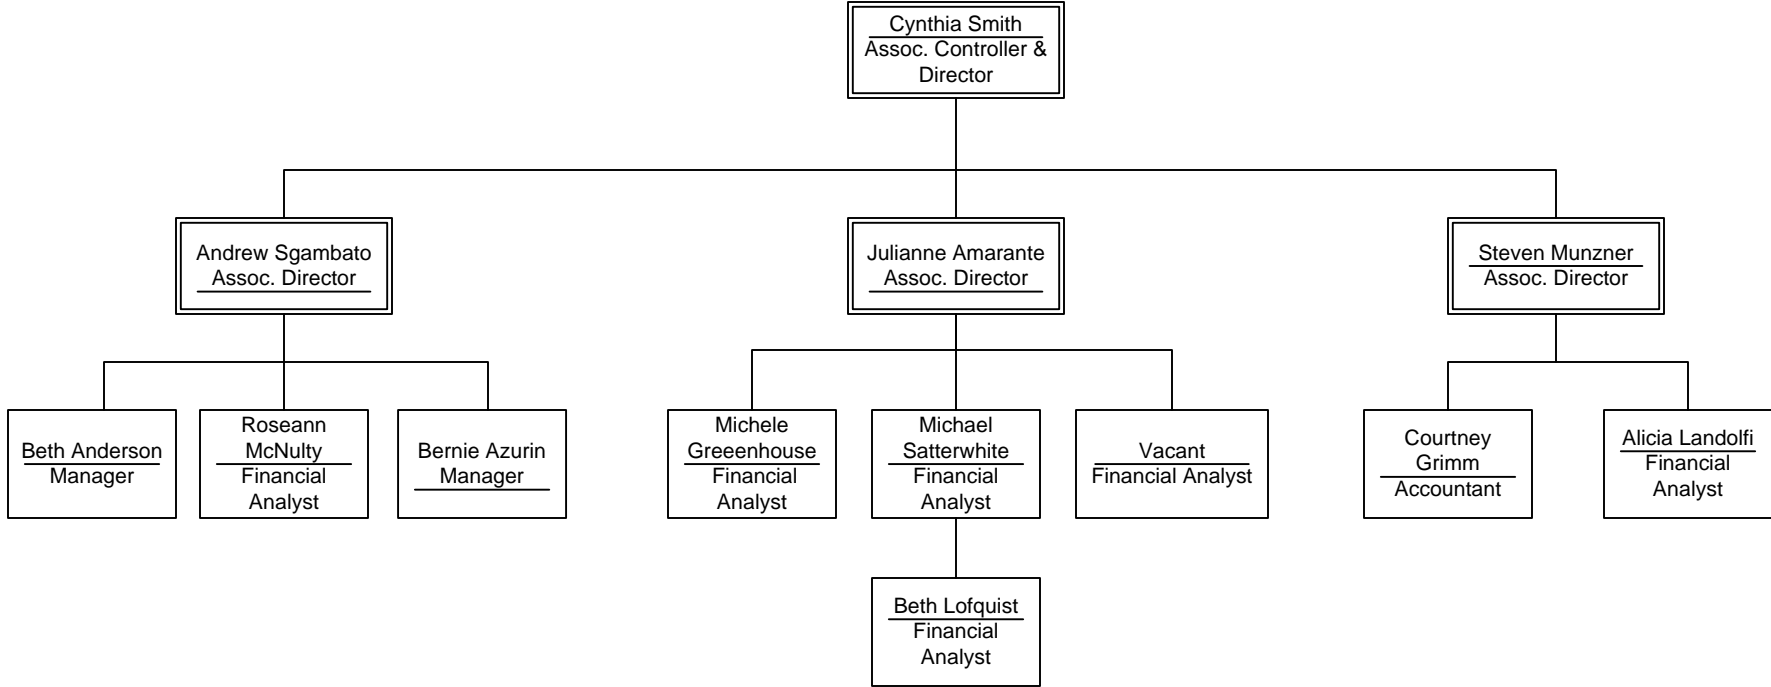 Cynthia Smith
Assoc. Controller &
Director
Andrew Sgambato
Assoc. Director
Julianne Amarante
Assoc. Director
Steven Munzner
Assoc. Director
Beth Anderson
Manager
Roseann
McNulty
Financial
Analyst
Bernie Azurin
Manager
Michele
Greeenhouse
Financial
Analyst
Michael
Satterwhite
Financial
Analyst
Vacant
Financial Analyst
Courtney
Grimm
Accountant
Alicia Landolfi
Financial
Analyst
Beth Lofquist
Financial
Analyst